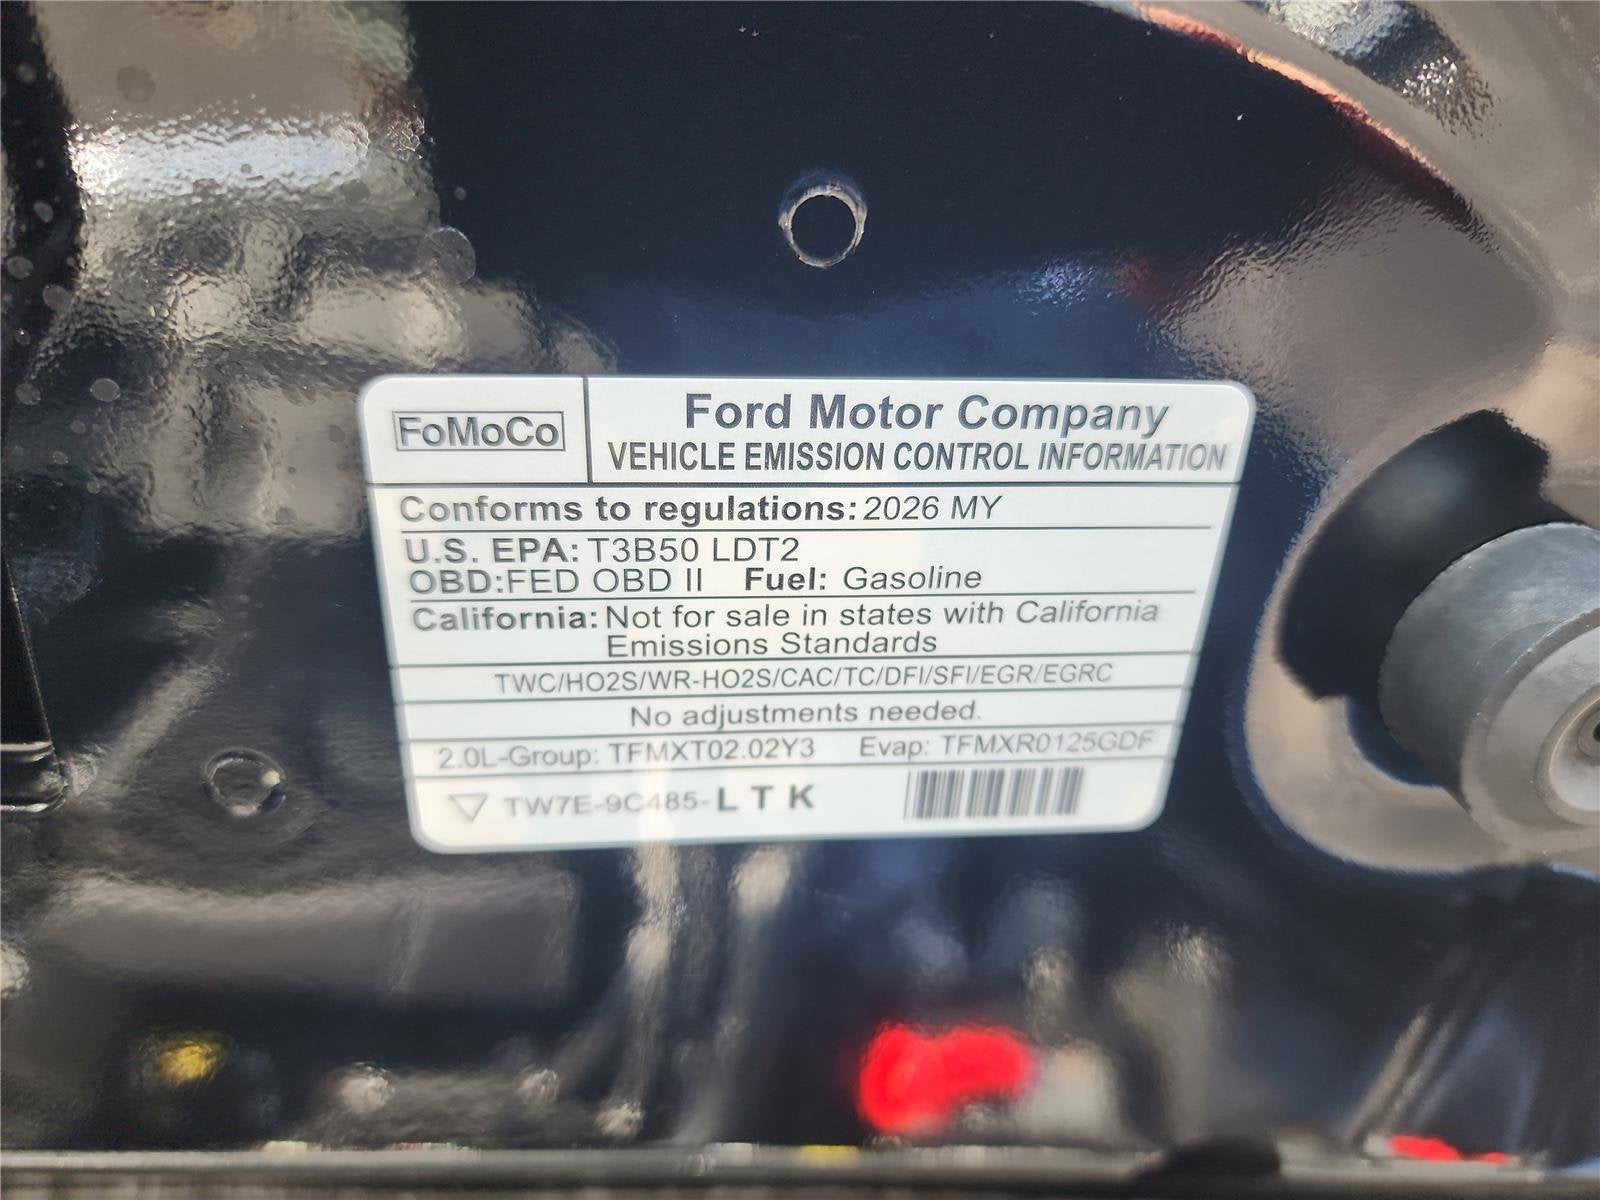 FoMoCo
Ford Motor Company
VEHICLE EMISSION CONTROL INFORMATION
Conforms to regulations: 2026 MY
U.S. EPA: T3B50 LDT2
OBD:FED OBD II Fuel: Gasoline
California: Not for sale in states with California
Emissions Standards
TWC/HO2S/WR-HO2S/CAC/TC/DFI/SFI/EGR/EGRC
No adjustments needed.
2.0L-Group: TFMXT02.02Y3 Evap: TFMXR0125GDF
TW7E-9C485-LTK